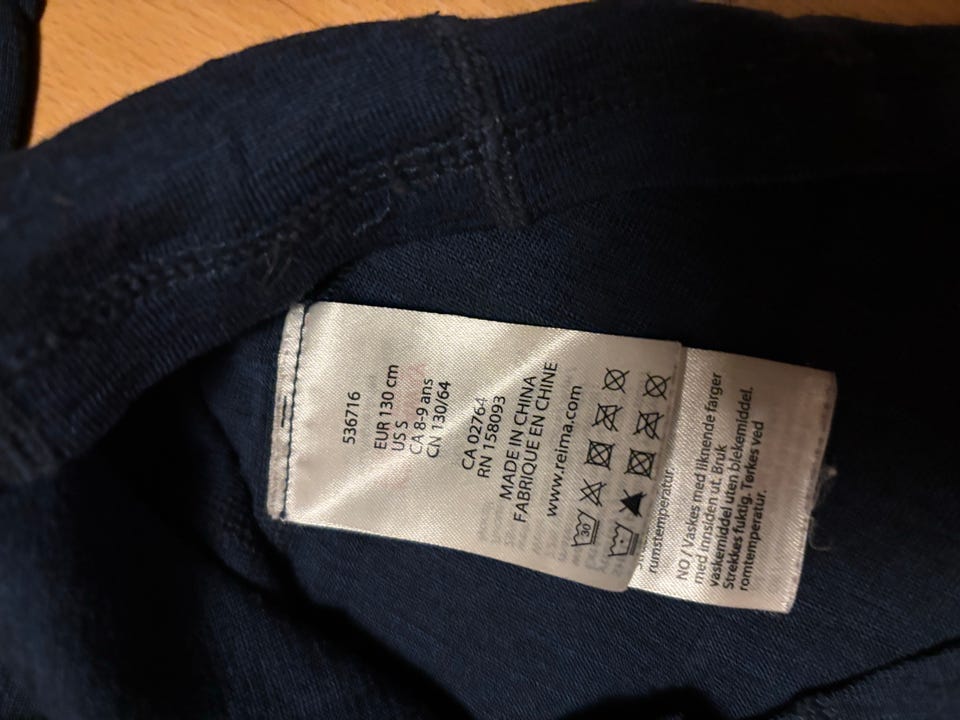 536716
EUR 130 cm
US S
CA 8-9 ans
CN 130/64
CA 02764
RN 158093
MADE IN CHINA
FABRIQUE EN CHINE
www.reima.com
30
rumstemperatur.
NO / Vaskes med liknende farger
med innsiden ut. Bruk
vaskemiddel uten blekemiddel.
Strekkes fuktig. Tørkes ved
romtemperatur.